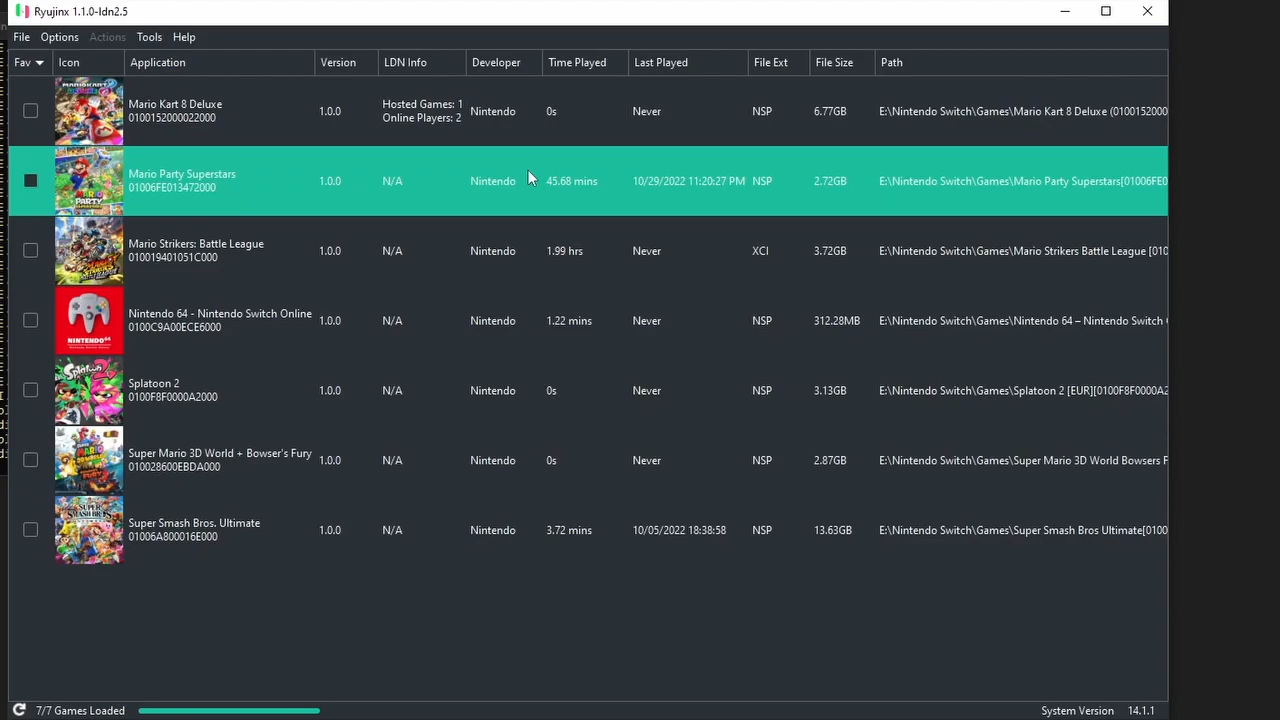 Ryujinx 1.1.0-ldn2.5
File Options Actions Tools Help
Fav Icon Application Version LDN Info Developer Time Played Last Played File Ext File Size Path
Mario Kart 8 Deluxe
0100152000022000
1.0.0
Hosted Games: 1
Online Players: 2
Nintendo 0s Never NSP 6.77GB E:\Nintendo Switch\Games\Mario Kart 8 Deluxe (0100152000
Mario Party Superstars
01006FE013472000
1.0.0 N/A Nintendo 45.68 mins 10/29/2022 11:20:27 PM NSP 2.72GB E:\Nintendo Switch\Games\Mario Party Superstars[01006FE0
MARIO
PARTY
Mario Strikers: Battle League
010019401051C000
1.0.0 N/A Nintendo 1.99 hrs Never XCI 3.72GB E:\Nintendo Switch\Games\Mario Strikers Battle League [010
Nintendo 64 - Nintendo Switch Online
0100C9A00ECE6000
1.0.0 N/A Nintendo 1.22 mins Never NSP 312.28MB E:\Nintendo Switch\Games\Nintendo 64 – Nintendo Switch
NINTENDO 64
Splatoon 2
0100F8F0000A2000
1.0.0 N/A Nintendo 0s Never NSP 3.13GB E:\Nintendo Switch\Games\Splatoon 2 [EUR][0100F8F0000A2
Splatoon 2
Super Mario 3D World + Bowser's Fury
010028600EBDA000
1.0.0 N/A Nintendo 0s Never NSP 2.87GB E:\Nintendo Switch\Games\Super Mario 3D World Bowsers F
Super Smash Bros. Ultimate
01006A800016E000
1.0.0 N/A Nintendo 3.72 mins 10/05/2022 18:38:58 NSP 13.63GB E:\Nintendo Switch\Games\Super Smash Bros Ultimate[0100
SUPER
SMASH BROS.
7/7 Games Loaded System Version 14.1.1